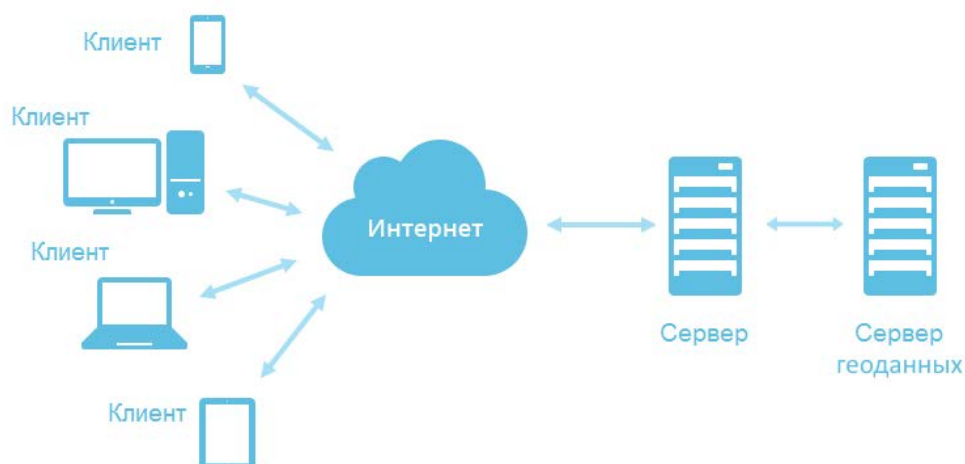 Клиент
Клиент
Клиент
Клиент
Интернет
Сервер
Сервер
геоданных